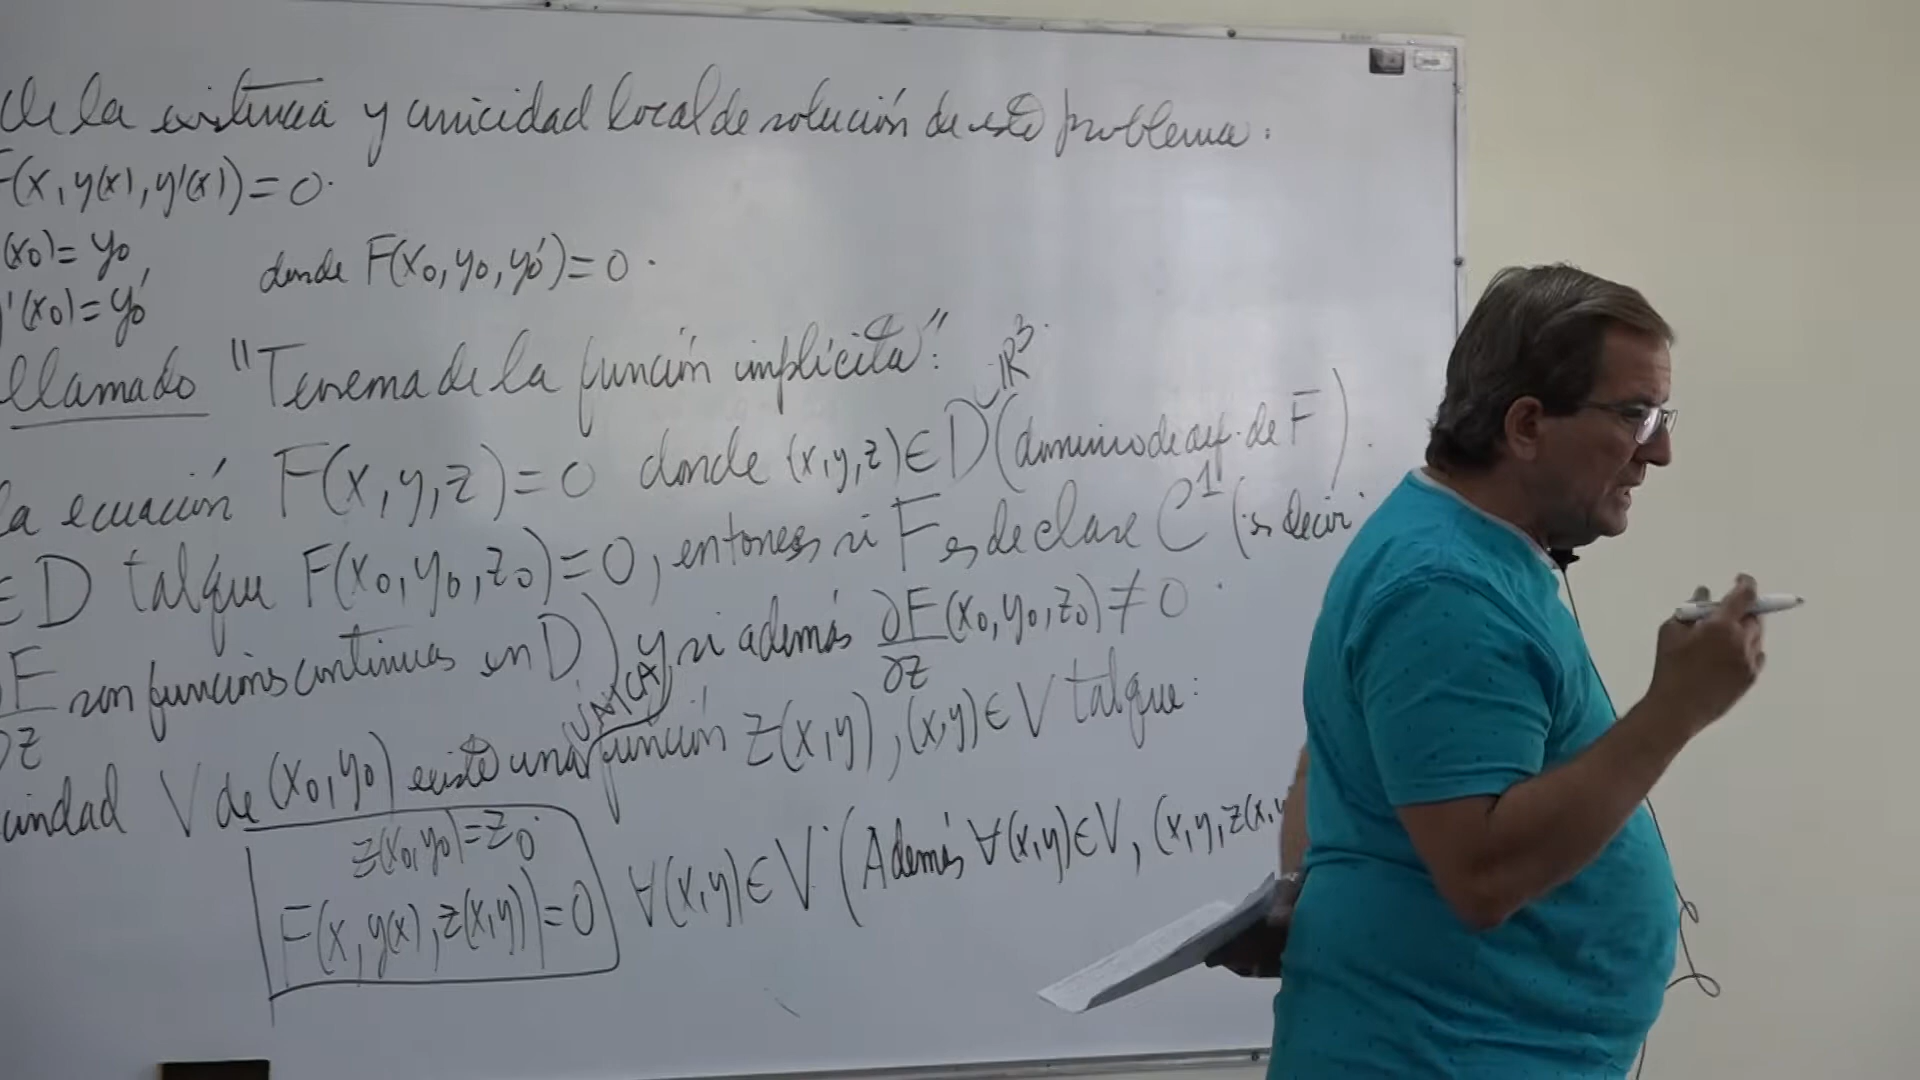 de la existencia y unicidad local de solución de este problema:
F(x, y(x), y'(x)) = 0.
(x₀) = y₀
donde F(x₀, y₀, y₀') = 0.
'(x₀) = y₀'
llamado "Teorema de la función implícita":
⊂ ℝ³.
la ecuación F(x, y, z) = 0 donde (x, y, z) ∈ D (dominio de def. de F).
∈ D tal que F(x₀, y₀, z₀) = 0, entonces si F es de clase C¹ (es decir
∂F/∂z son funciones continuas en D) y si además ∂F/∂z (x₀, y₀, z₀) ≠ 0.
ÚNICA
cindad V de (x₀, y₀) existe una función z(x, y), (x, y) ∈ V tal que:
z(x₀, y₀) = z₀.
F(x, y(x), z(x, y)) = 0 ∀(x, y) ∈ V. (Además ∀(x, y) ∈ V, (x, y, z(x, y